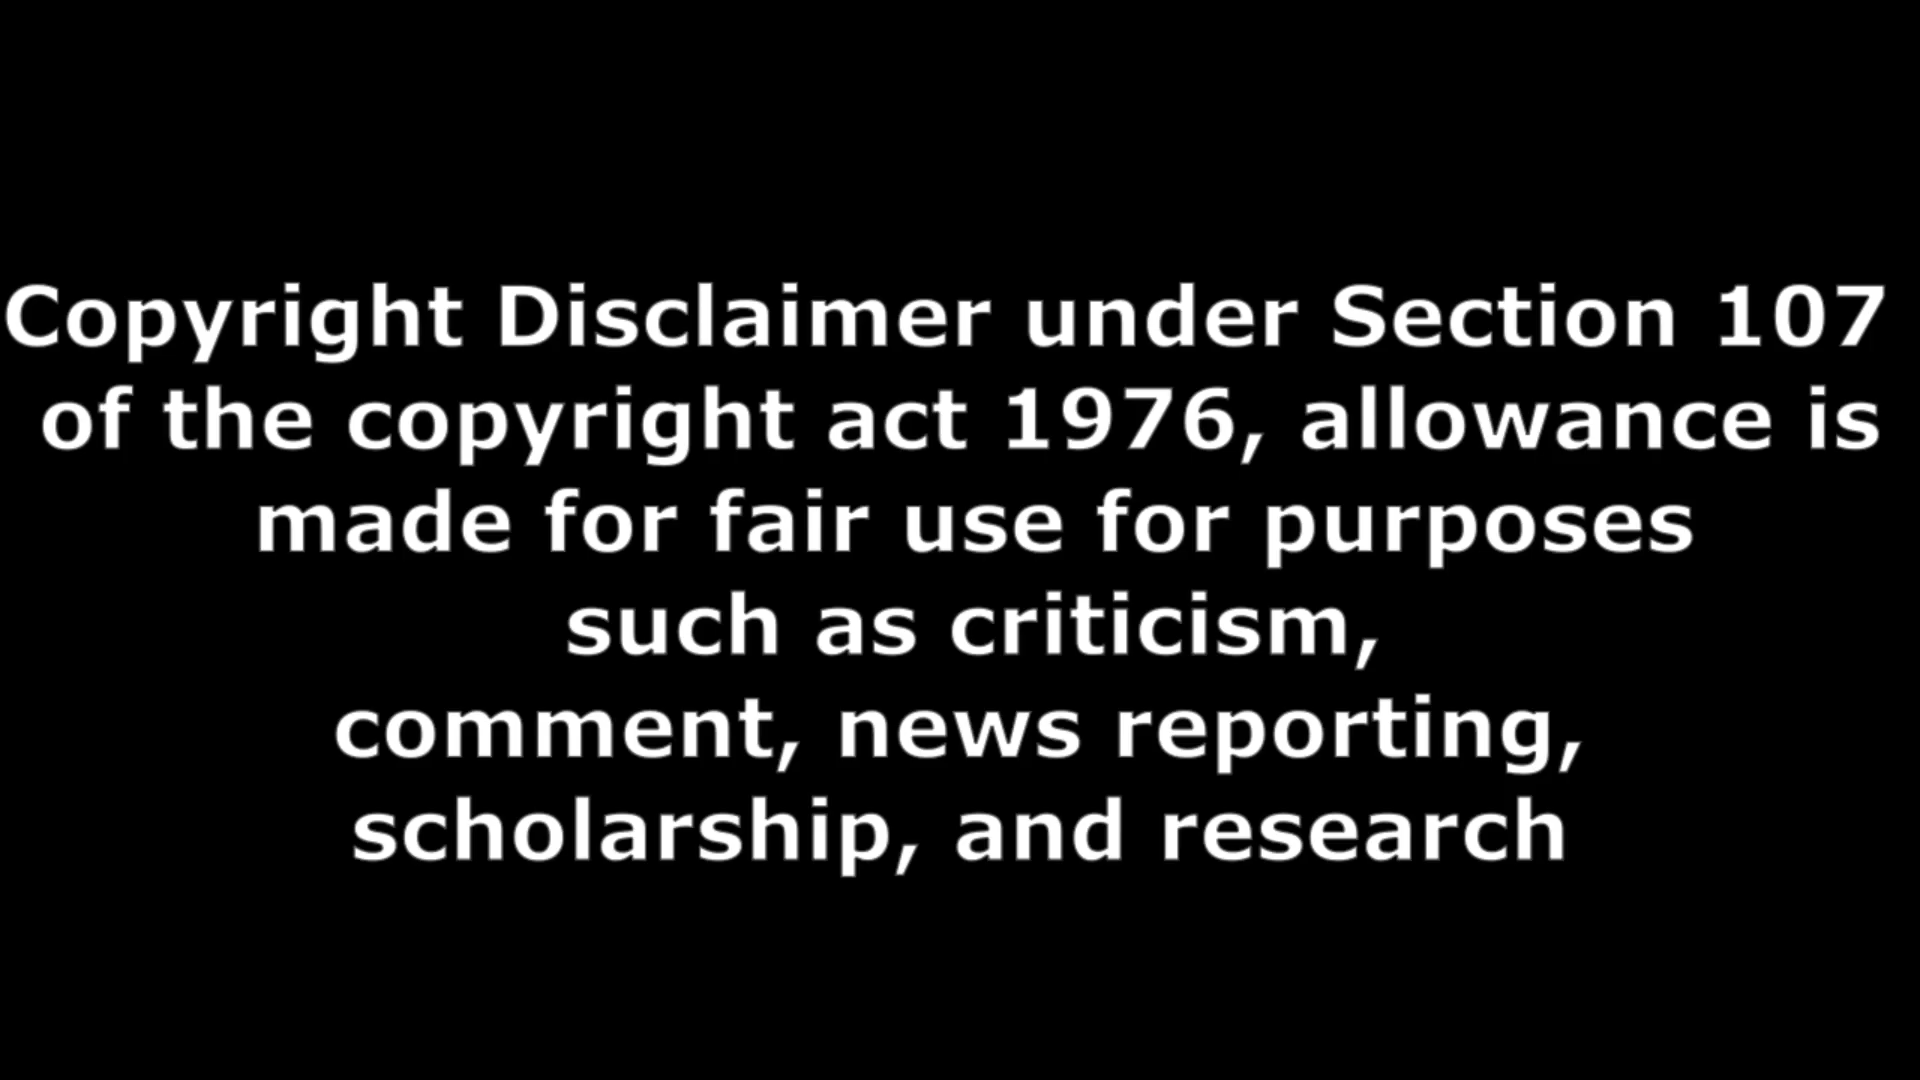 Copyright Disclaimer under Section 107
of the copyright act 1976, allowance is
made for fair use for purposes
such as criticism,
comment, news reporting,
scholarship, and research